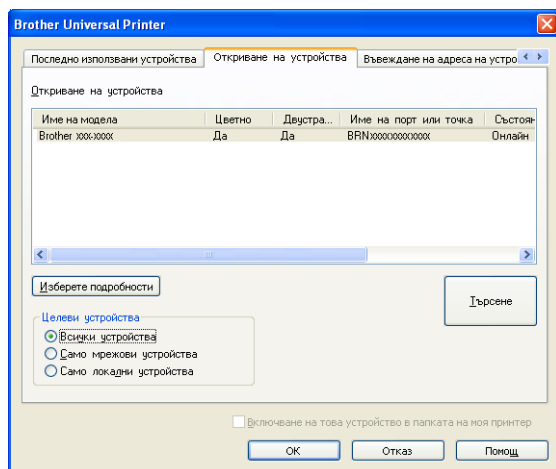 Brother Universal Printer
Последно използвани устройства Откриване на устройства Въвеждане на адреса на устро
Откриване на устройства
Име на модела Цветно Двустра... Име на порт или точка Състоян
Brother XXX-XXXX Да Да BRNXXXXXXXXXXXX Онлайн
Изберете подробности
Търсене
Целеви устройства
Всички устройства
Само мрежови устройства
Само локални устройства
Включване на това устройство в папката на моя принтер
ОК Отказ Помощ